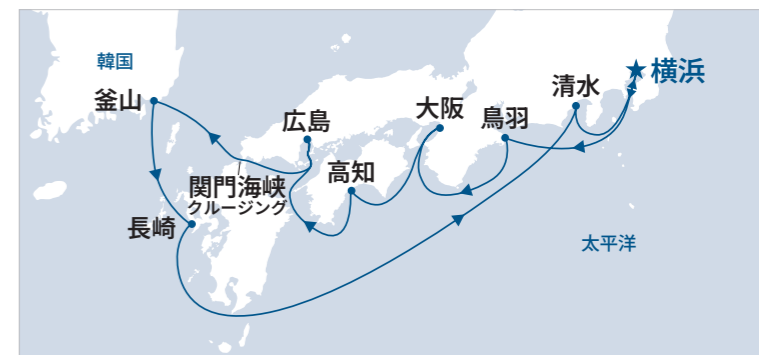 韓国
釜山
広島
大阪
鳥羽
清水
★横浜
高知
関門海峡
クルージング
長崎
太平洋